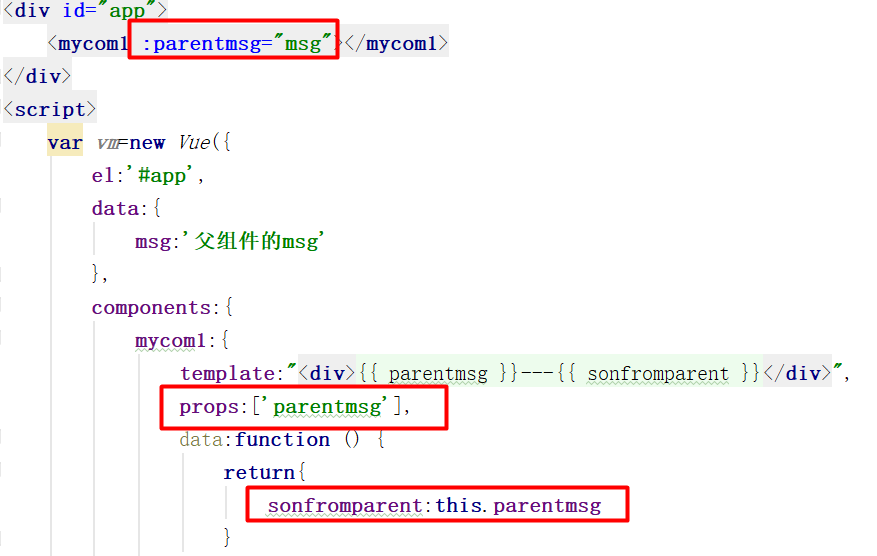 <div id="app">
<mycom1 :parentmsg="msg"></mycom1>
</div>
<script>
var vm=new Vue({
el:'#app',
data:{
msg:'父组件的msg'
},
components:{
mycom1:{
template:"<div>{{ parentmsg }}---{{ sonfromparent }}</div>",
props:['parentmsg'],
data:function () {
return{
sonfromparent:this.parentmsg
}